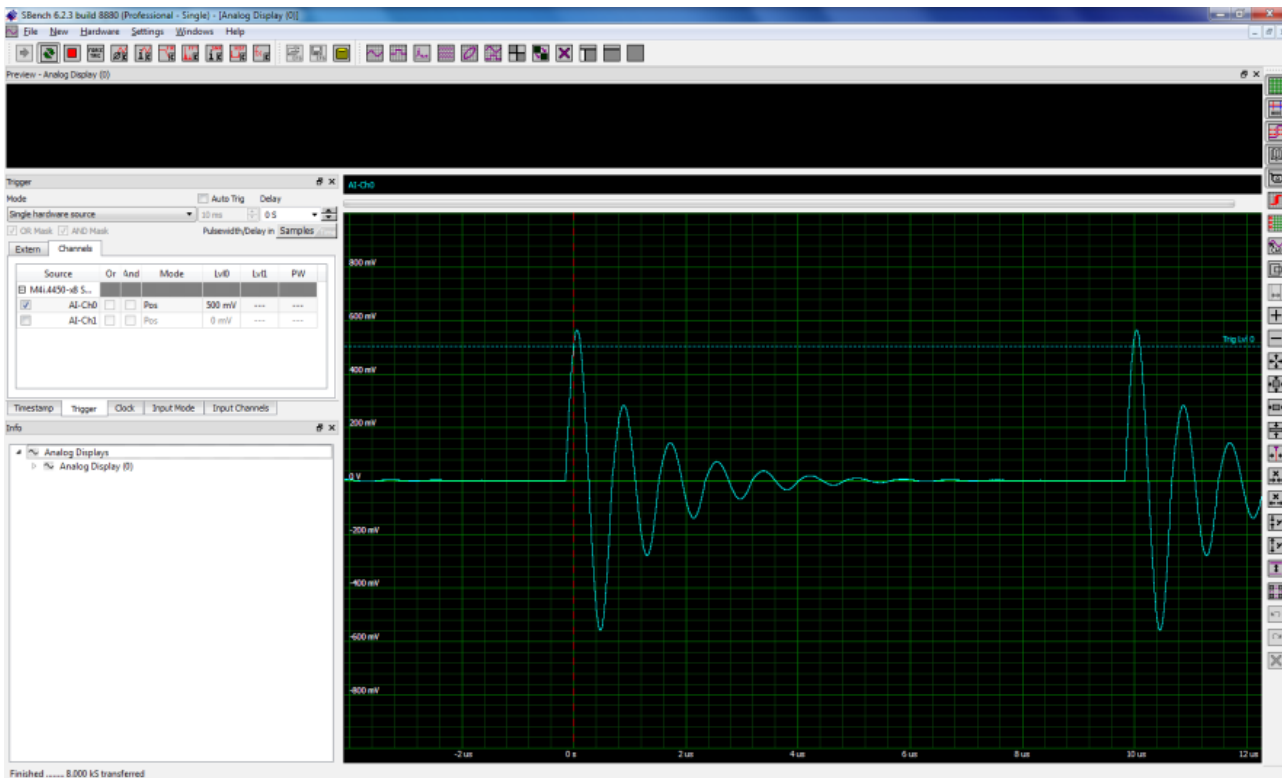 SBench 6.2.3 build 8880 (Professional - Single) - [Analog Display (0)]
File New Hardware Settings Windows Help
FORCE TRIG
Preview - Analog Display (0)
Trigger
Mode Auto Trig Delay
Single hardware source 10 ms 0 S
OR Mask AND Mask Pulsewidth/Delay in Samples
Extern Channels
Source Or And Mode Lvl0 Lvl1 PW
M4i.4450-x8 S...
AI-Ch0 Pos 500 mV --- ---
AI-Ch1 Pos 0 mV --- ---
Timestamp Trigger Clock Input Mode Input Channels
Info
Analog Displays
Analog Display (0)
AI-Ch0
800 mV
600 mV
Trig Lvl 0
400 mV
200 mV
0 V
-200 mV
-400 mV
-600 mV
-800 mV
-2 us 0 s 2 us 4 us 6 us 8 us 10 us 12 us
Finished ...... 8.000 kS transferred